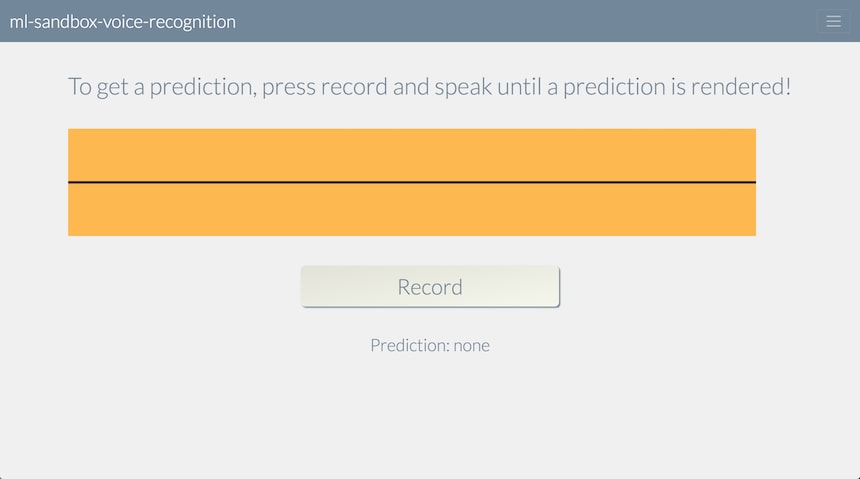 ml-sandbox-voice-recognition
To get a prediction, press record and speak until a prediction is rendered!
Record
Prediction: none